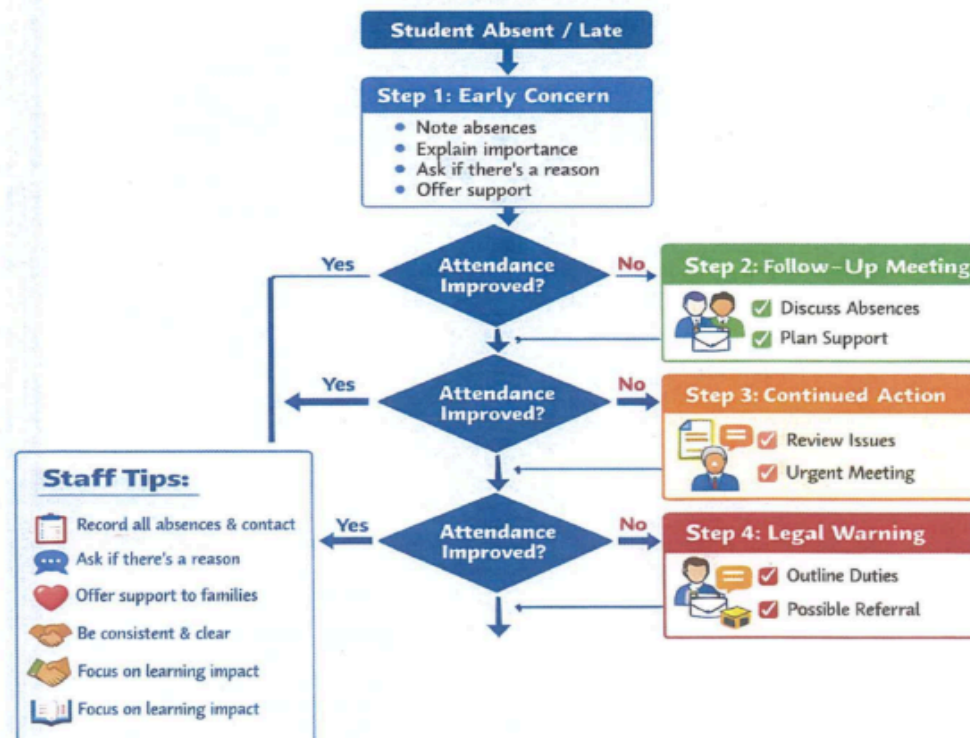 Student Absent / Late
Step 1: Early Concern
Note absences
Explain importance
Ask if there's a reason
Offer support
Yes
Attendance
Improved?
No
Step 2: Follow-Up Meeting
Discuss Absences
Plan Support
Yes
Attendance
Improved?
No
Step 3: Continued Action
Review Issues
Urgent Meeting
Yes
Attendance
Improved?
No
Step 4: Legal Warning
Outline Duties
Possible Referral
Staff Tips:
Record all absences & contact
Ask if there's a reason
Offer support to families
Be consistent & clear
Focus on learning impact
Focus on learning impact